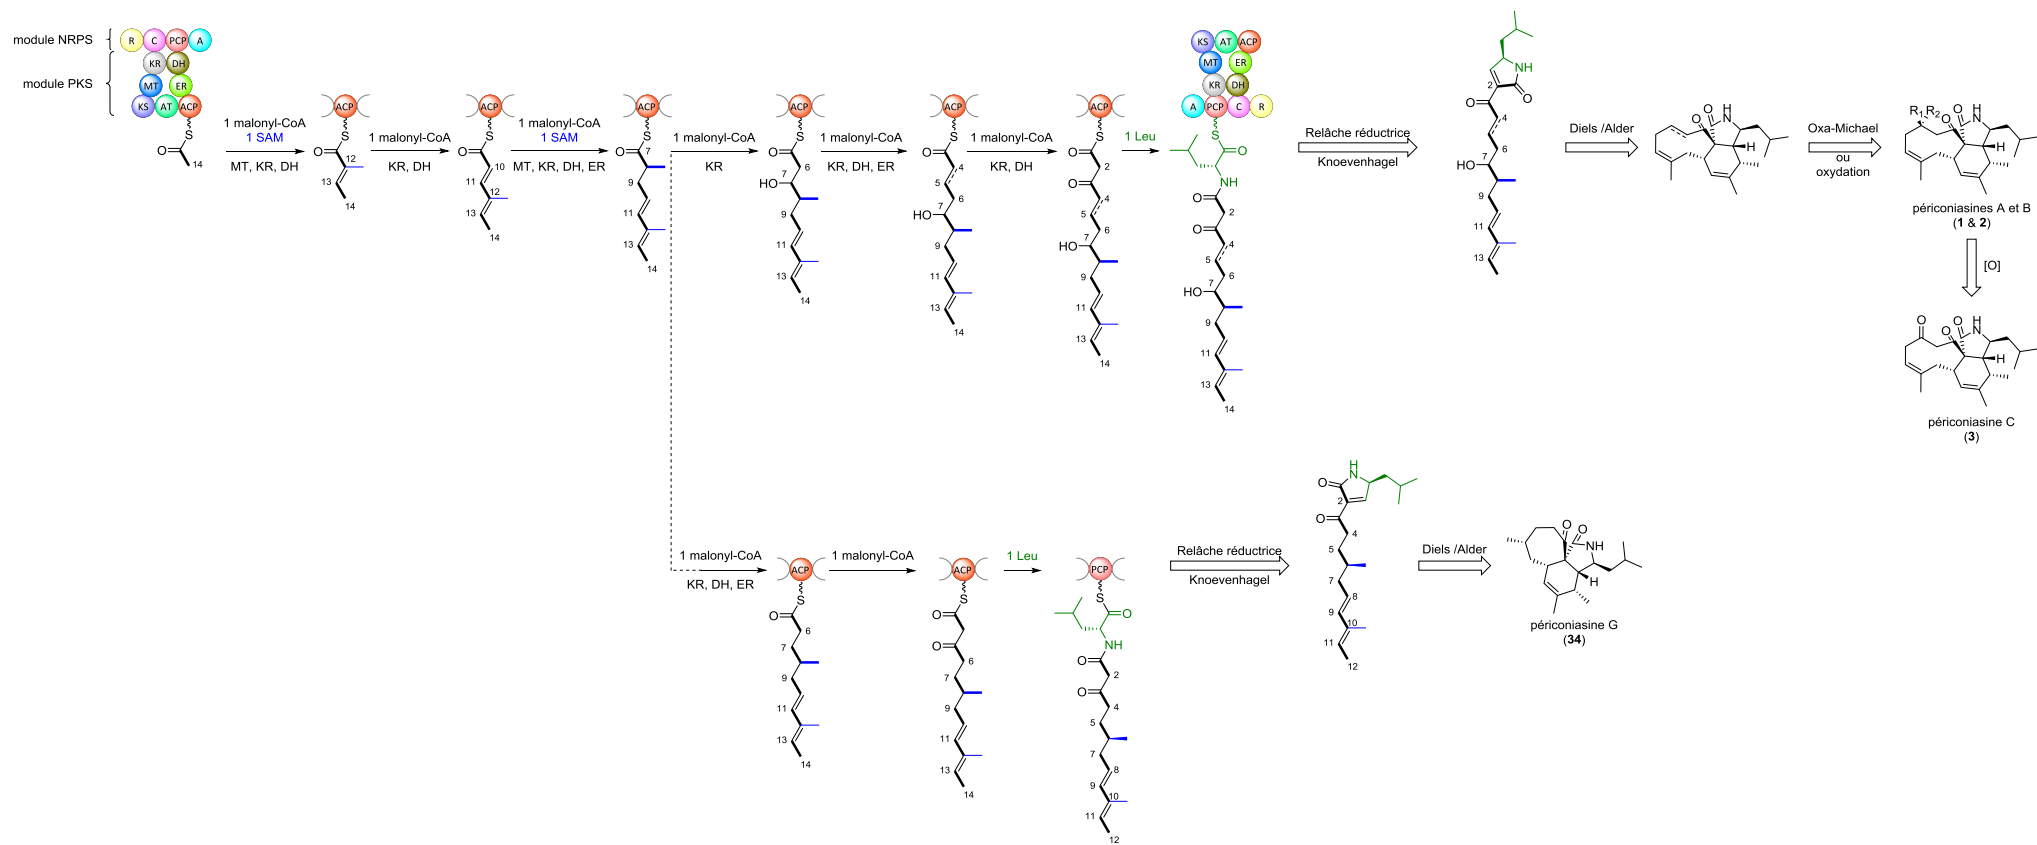 module NRPS
R C PCP A
KR DH
module PKS
MT ER
KS AT ACP
S
O
14
1 malonyl-CoA
1 SAM
MT, KR, DH
ACP
S
O
12
13
14
1 malonyl-CoA
KR, DH
ACP
S
O
10
11
12
13
14
1 malonyl-CoA
1 SAM
MT, KR, DH, ER
ACP
S
O
7
9
11
13
14
1 malonyl-CoA
KR
ACP
S
O
6
7
HO
9
11
13
14
1 malonyl-CoA
KR, DH, ER
ACP
S
O
4
5
6
7
HO
9
11
13
14
1 malonyl-CoA
KR, DH
ACP
S
O
2
O
4
5
6
7
HO
9
11
13
14
1 Leu
KS AT ACP
MT ER
KR DH
A PCP C R
S
O
NH
O
2
O
4
5
6
7
HO
9
11
13
14
Relâche réductrice
Knoevenhagel
NH
2
O
O
4
6
7
HO
9
11
13
Diels /Alder
O
H
N
O
H
Oxa-Michael
ou
oxydation
R1 R2
O
O
H
N
H
périconiasines A et B
(1 & 2)
[O]
O
O
O
H
N
H
périconiasine C
(3)
1 malonyl-CoA
KR, DH, ER
ACP
S
O
6
7
9
11
13
14
1 malonyl-CoA
ACP
S
O
O
6
7
9
11
13
14
1 Leu
PCP
S
O
NH
O
2
O
4
5
7
8
9
10
11
12
Relâche réductrice
Knoevenhagel
H
N
O
2
O
4
5
7
8
9
10
11
12
Diels /Alder
O
O
NH
H
périconiasine G
(34)